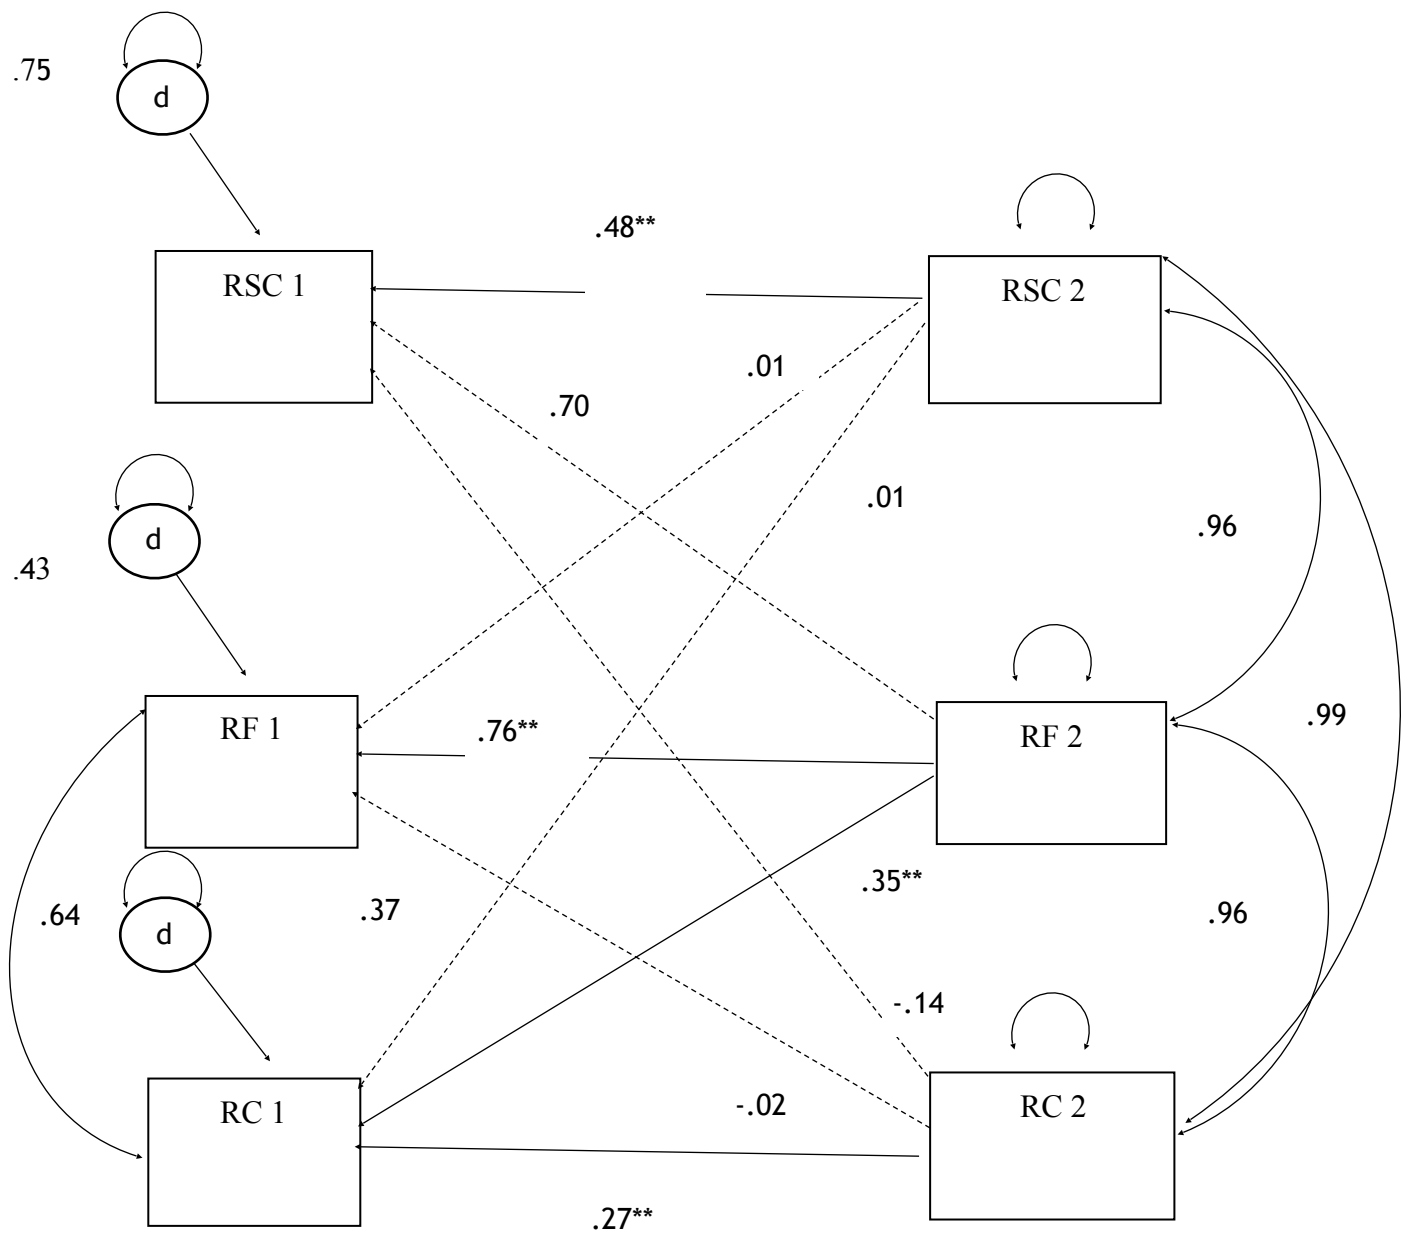 .75
d
.48**
RSC 1
RSC 2
.01
.70
.01
.96
d
.43
RF 1
.76**
RF 2
.99
.35**
.64
d
.37
.96
-.14
RC 1
-.02
RC 2
.27**